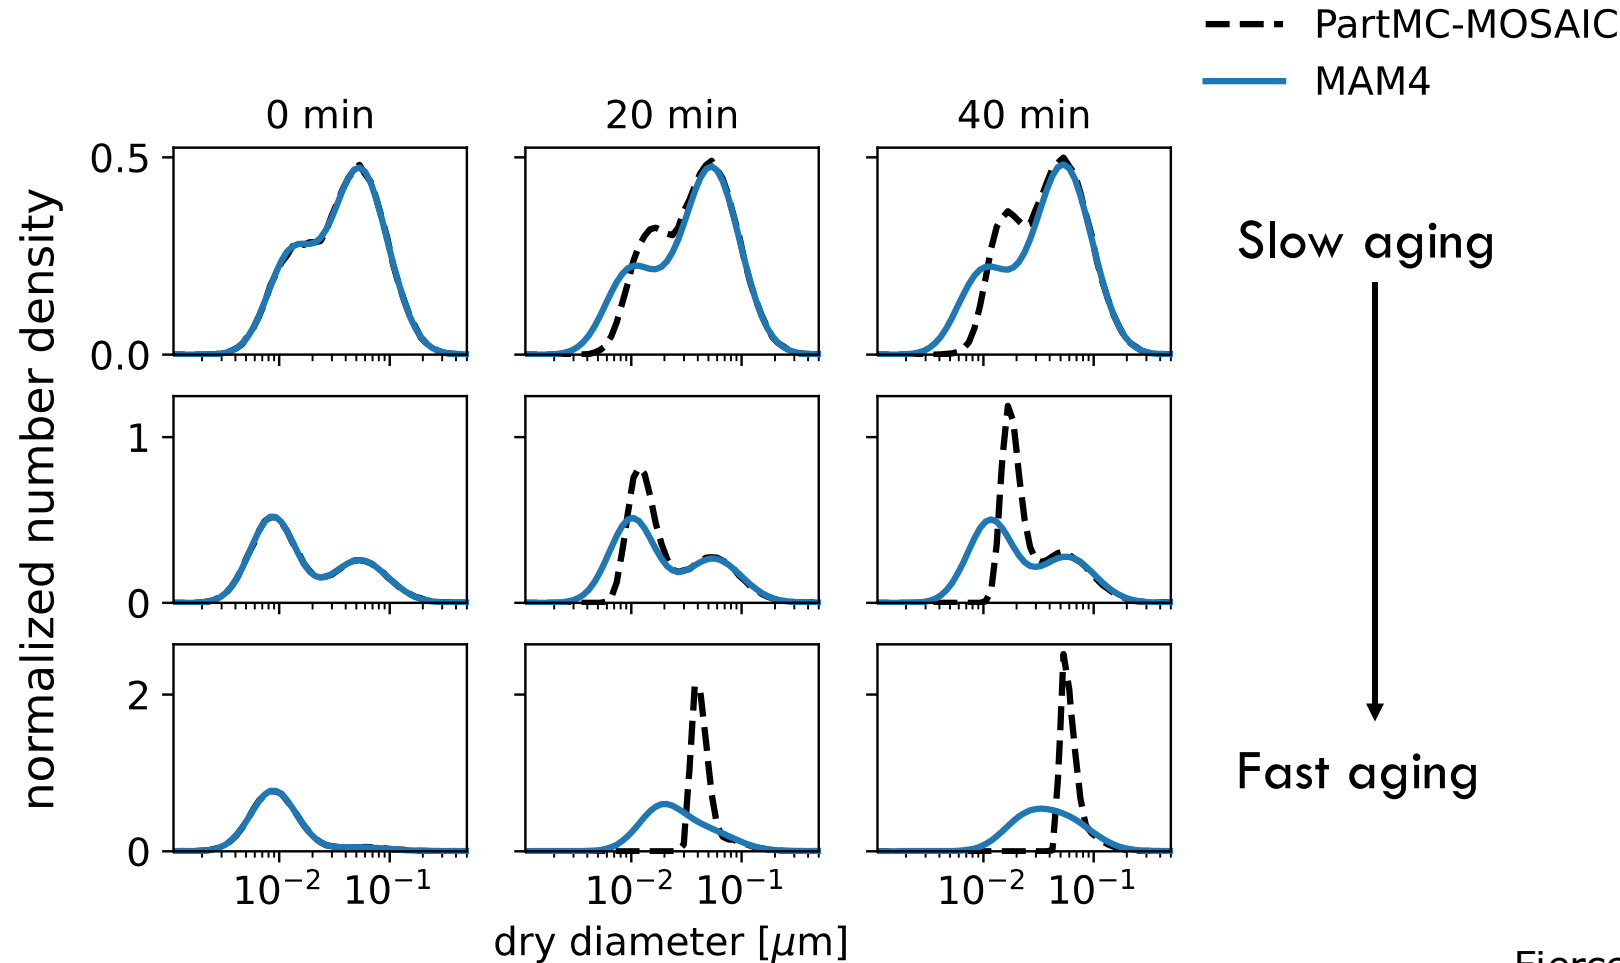 PartMC-MOSAIC
MAM4
0 min
20 min
40 min
normalized number density
0.5
0.0
1
0
2
0
Slow aging
Fast aging
10⁻² 10⁻¹
10⁻² 10⁻¹
10⁻² 10⁻¹
dry diameter [μm]